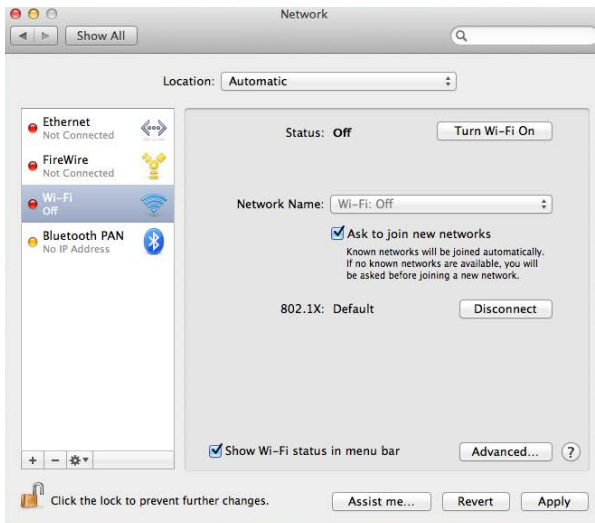 Network
Show All
Location: Automatic
Ethernet
Not Connected
FireWire
Not Connected
Wi-Fi
Off
Bluetooth PAN
No IP Address
Status: Off
Turn Wi-Fi On
Network Name: Wi-Fi: Off
Ask to join new networks
Known networks will be joined automatically.
If no known networks are available, you will
be asked before joining a new network.
802.1X: Default
Disconnect
Show Wi-Fi status in menu bar
Advanced...
?
+ −
Click the lock to prevent further changes.
Assist me...
Revert
Apply